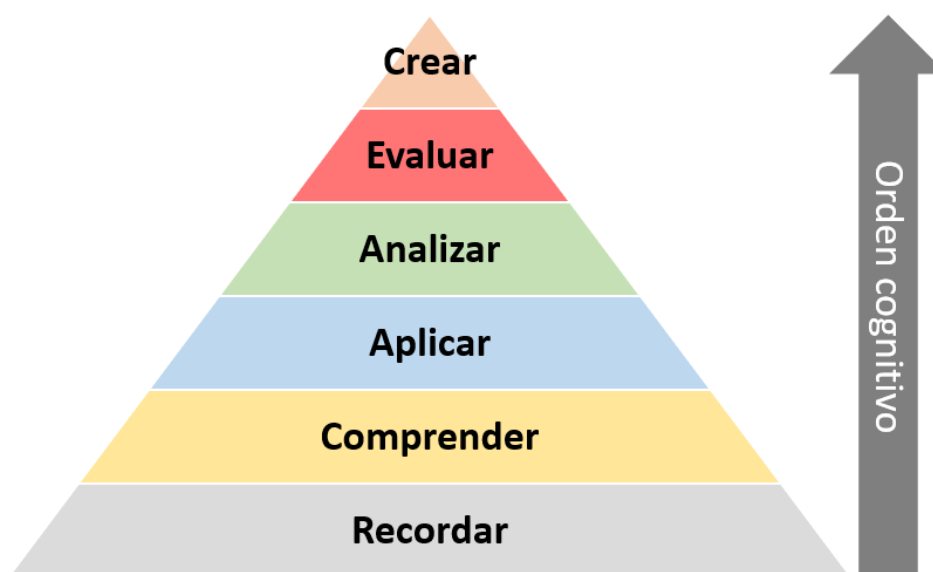 Crear
Evaluar
Analizar
Aplicar
Comprender
Recordar
Orden cognitivo